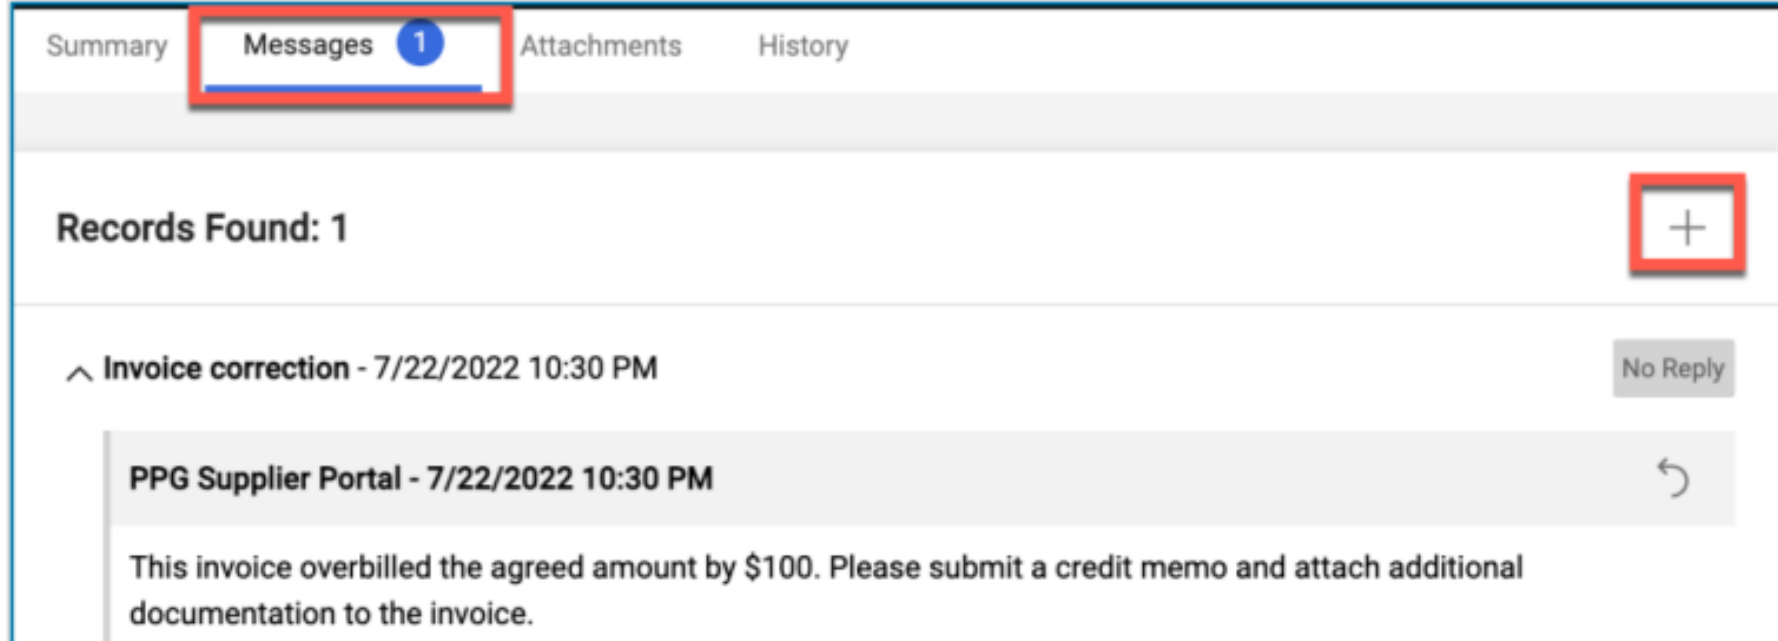 Summary Messages 1 Attachments History
Records Found: 1
Invoice correction - 7/22/2022 10:30 PM No Reply
PPG Supplier Portal - 7/22/2022 10:30 PM
This invoice overbilled the agreed amount by $100. Please submit a credit memo and attach additional
documentation to the invoice.